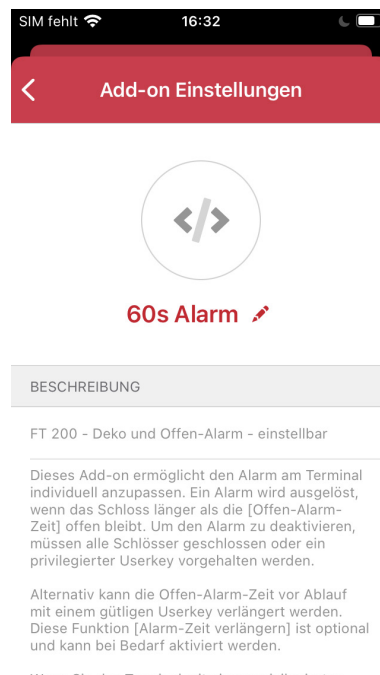 SIM fehlt 16:32
Add-on Einstellungen
</>
60s Alarm
BESCHREIBUNG
FT 200 - Deko und Offen-Alarm - einstellbar
Dieses Add-on ermöglicht den Alarm am Terminal
individuell anzupassen. Ein Alarm wird ausgelöst,
wenn das Schloss länger als die [Offen-Alarm-
Zeit] offen bleibt. Um den Alarm zu deaktivieren,
müssen alle Schlösser geschlossen oder ein
privilegierter Userkey vorgehalten werden.
Alternativ kann die Offen-Alarm-Zeit vor Ablauf
mit einem gütligen Userkey verlängert werden.
Diese Funktion [Alarm-Zeit verlängern] ist optional
und kann bei Bedarf aktiviert werden.